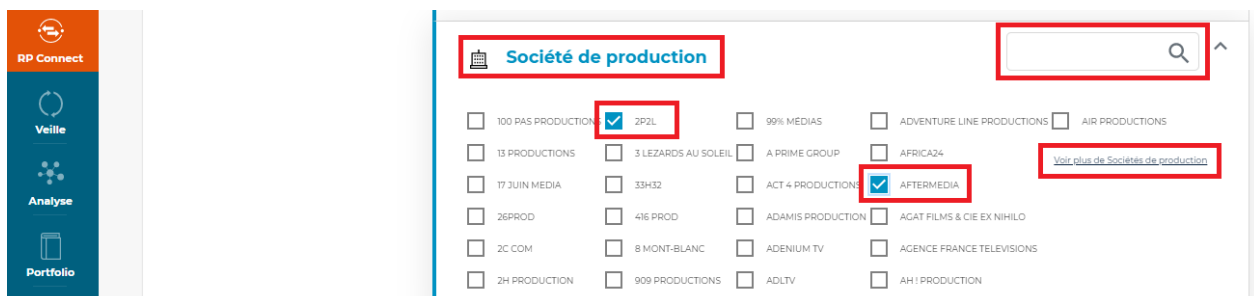 RP Connect
Veille
Analyse
Portfolio
Société de production
100 PAS PRODUCTIONS 2P2L 99% MÉDIAS ADVENTURE LINE PRODUCTIONS AIR PRODUCTIONS
13 PRODUCTIONS 3 LEZARDS AU SOLEIL A PRIME GROUP AFRICA24 Voir plus de Sociétés de production
17 JUIN MEDIA 33H32 ACT 4 PRODUCTIONS AFTERMEDIA
26PROD 416 PROD ADAMIS PRODUCTION AGAT FILMS & CIE EX NIHILO
2C COM 8 MONT-BLANC ADENIUM TV AGENCE FRANCE TELEVISIONS
2H PRODUCTION 909 PRODUCTIONS ADLTV AH ! PRODUCTION